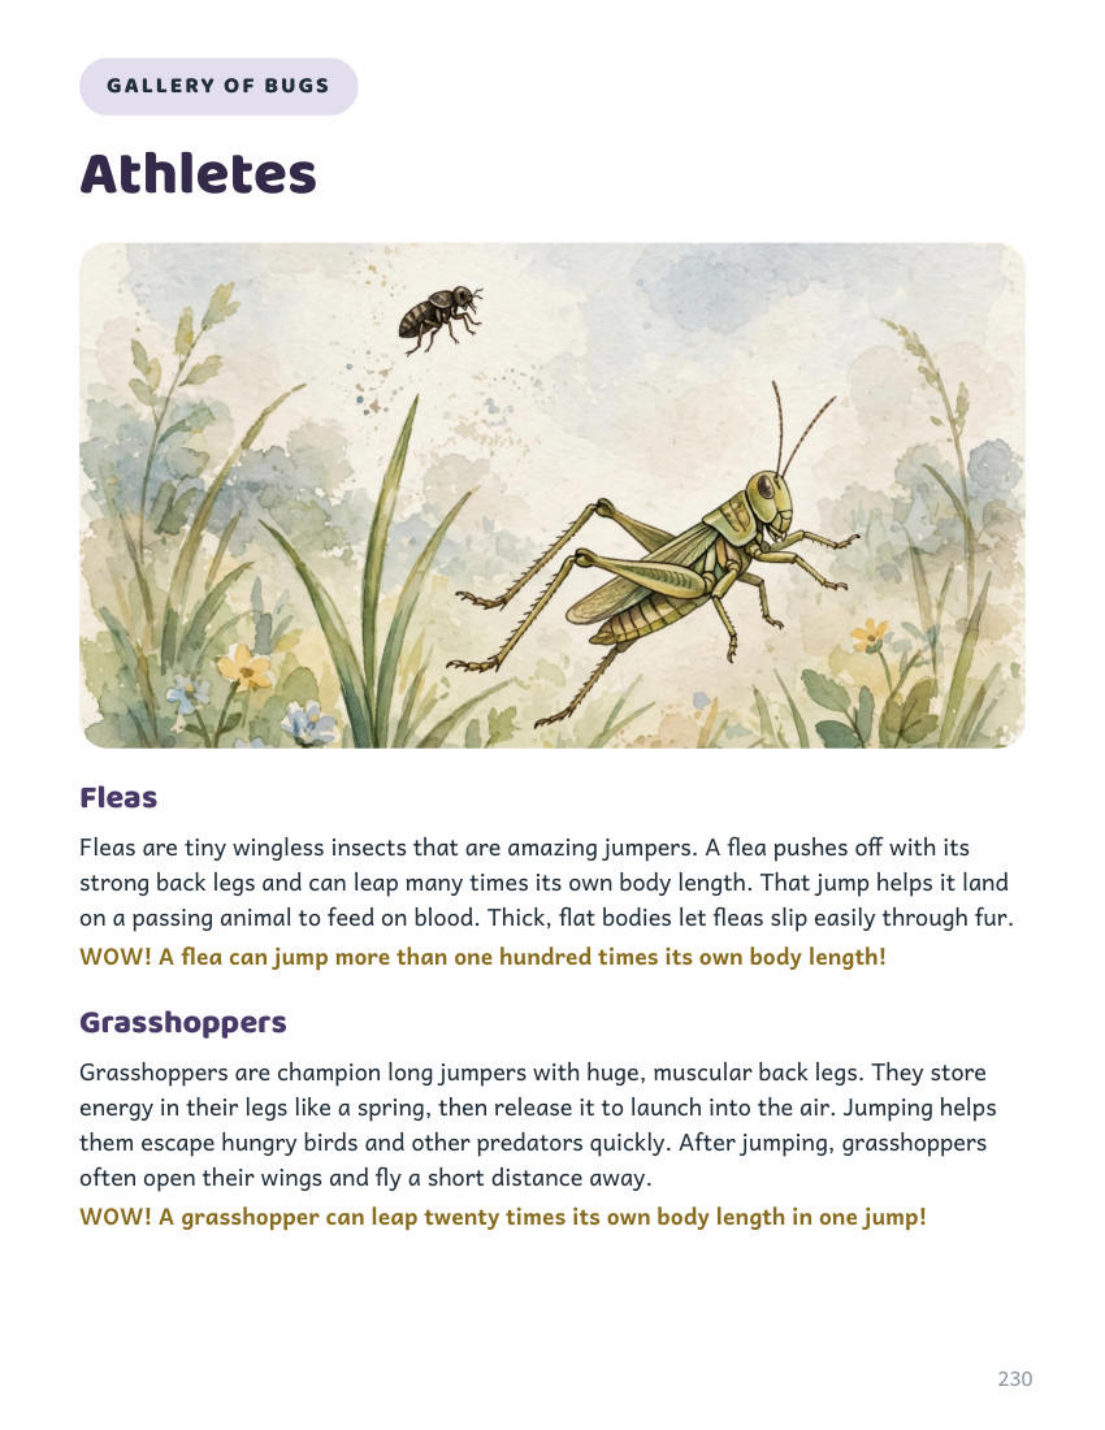 GALLERY OF BUGS
Athletes
Fleas
Fleas are tiny wingless insects that are amazing jumpers. A flea pushes off with its
strong back legs and can leap many times its own body length. That jump helps it land
on a passing animal to feed on blood. Thick, flat bodies let fleas slip easily through fur.
WOW! A flea can jump more than one hundred times its own body length!
Grasshoppers
Grasshoppers are champion long jumpers with huge, muscular back legs. They store
energy in their legs like a spring, then release it to launch into the air. Jumping helps
them escape hungry birds and other predators quickly. After jumping, grasshoppers
often open their wings and fly a short distance away.
WOW! A grasshopper can leap twenty times its own body length in one jump!
230